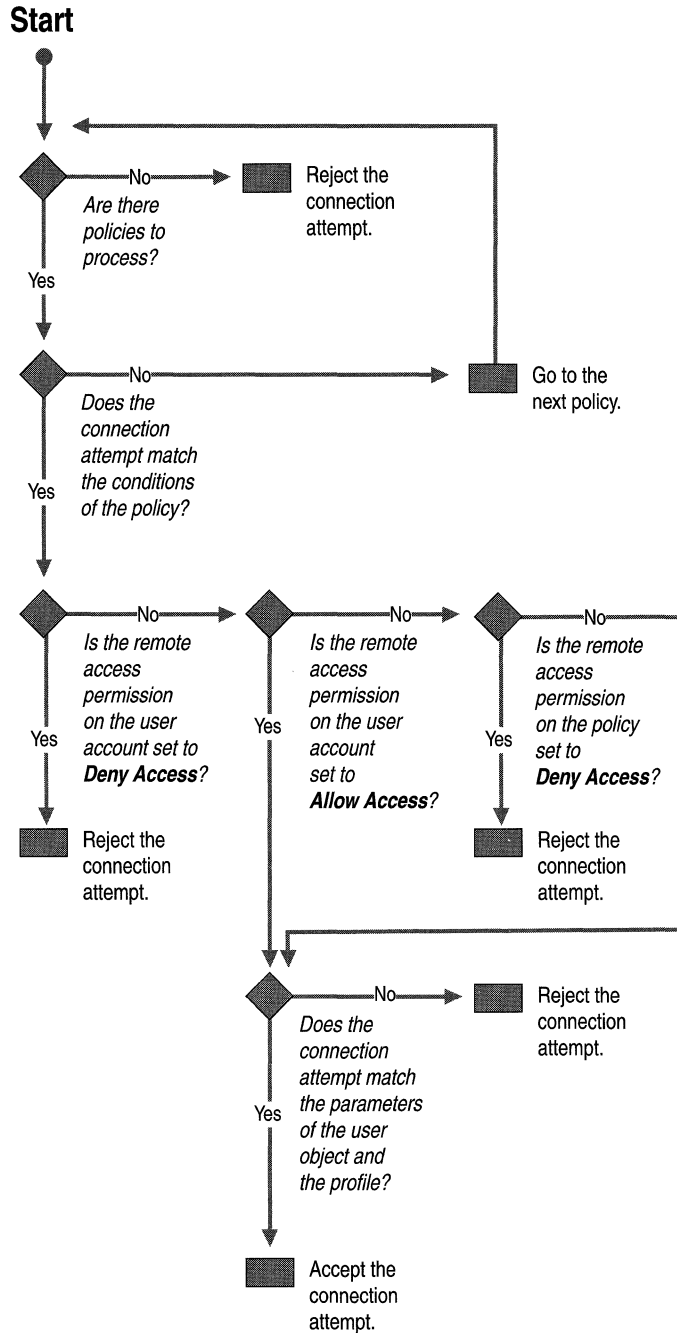 Start
No
Are there
policies to
process?
Reject the
connection
attempt.
Yes
No
Does the
connection
attempt match
the conditions
of the policy?
Go to the
next policy.
Yes
No
Is the remote
access
permission
on the user
account set to
Deny Access?
No
Is the remote
access
permission
on the user
account
set to
Allow Access?
No
Is the remote
access
permission
on the policy
set to
Deny Access?
Yes
Yes
Yes
Reject the
connection
attempt.
Reject the
connection
attempt.
No
Does the
connection
attempt match
the parameters
of the user
object and
the profile?
Reject the
connection
attempt.
Yes
Accept the
connection
attempt.